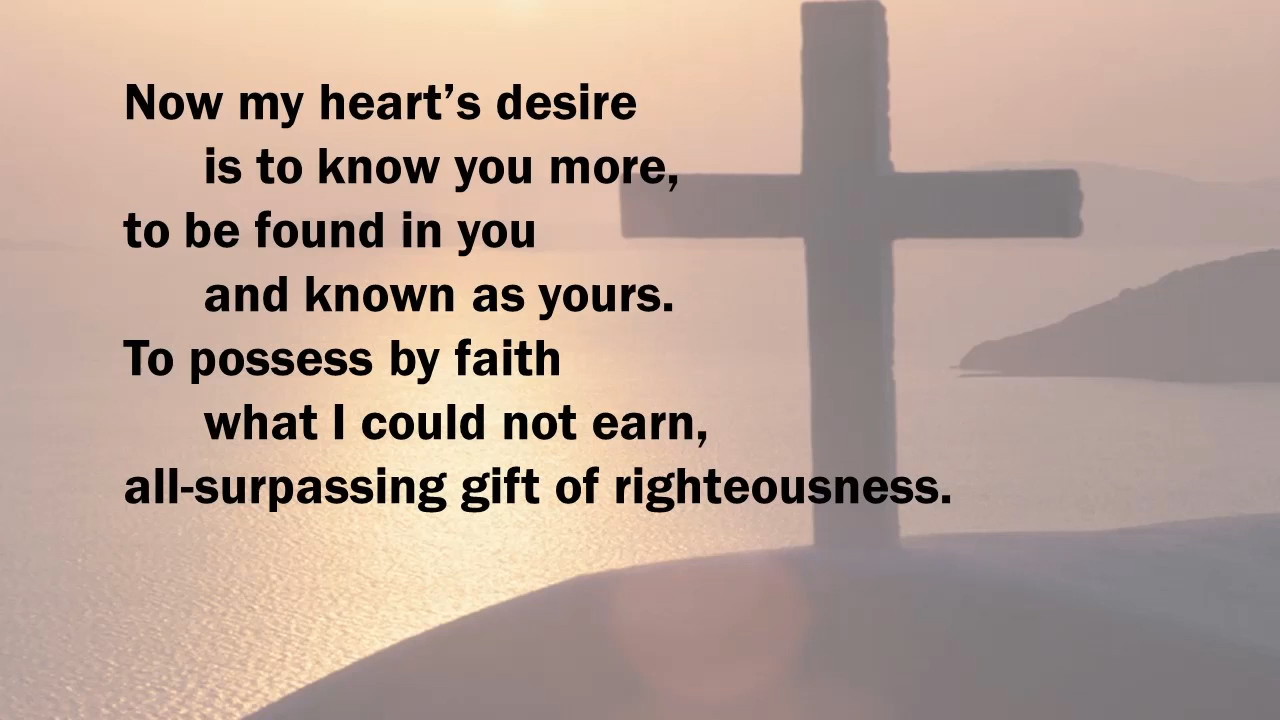 Now my heart’s desire
is to know you more,
to be found in you
and known as yours.
To possess by faith
what I could not earn,
all-surpassing gift of righteousness.